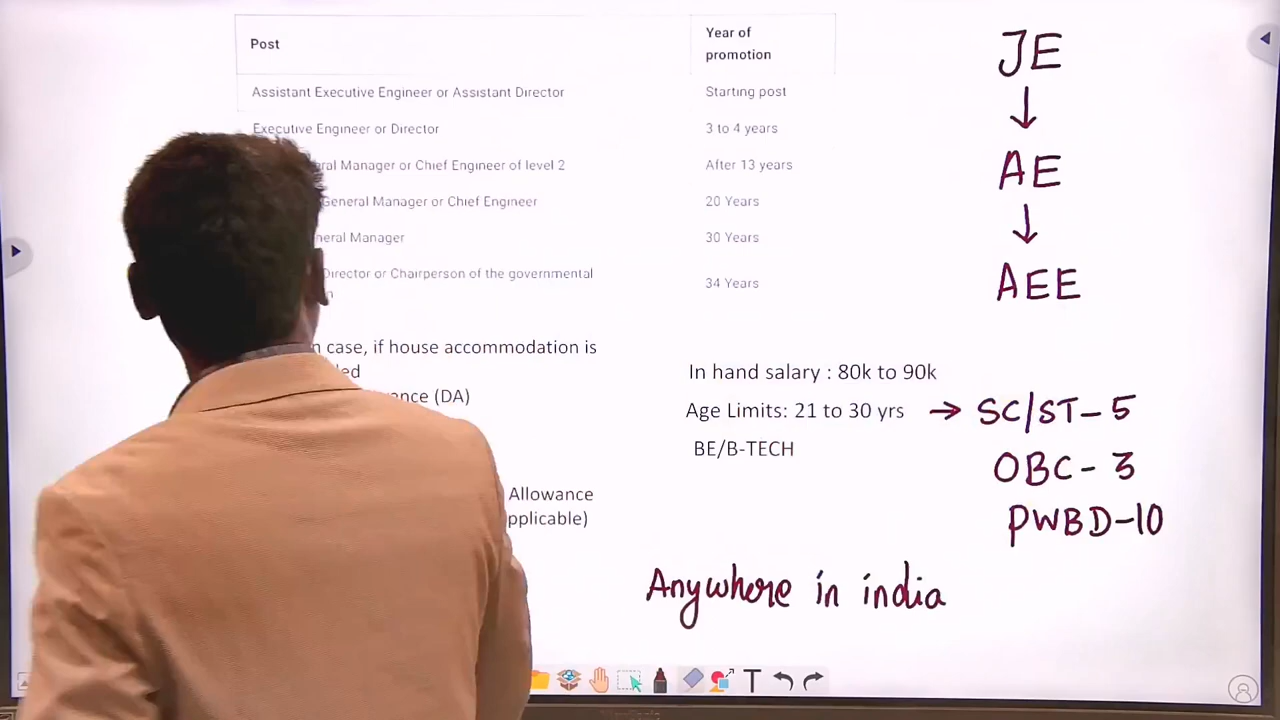 Post
Year of
promotion
Assistant Executive Engineer or Assistant Director
Starting post
Executive Engineer or Director
3 to 4 years
Manager or Chief Engineer of level 2
After 13 years
General Manager or Chief Engineer
20 Years
Manager
30 Years
Director or Chairperson of the governmental
34 Years
case, if house accommodation is
(DA)
Allowance
In hand salary : 80k to 90k
Age Limits: 21 to 30 yrs → SC/ST-5
BE/B-TECH
OBC-3
PWBD-10
Anywhere in india
JE
↓
AE
↓
AEE
T